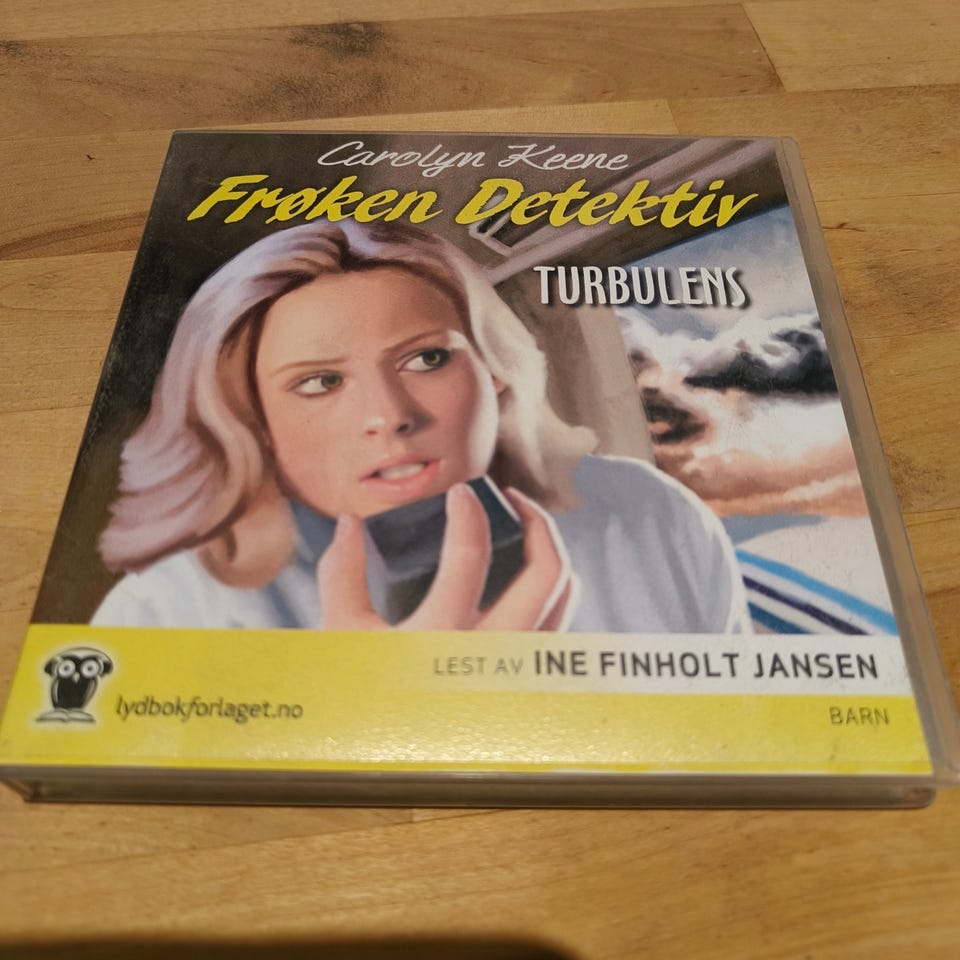 Carolyn Keene
Frøken Detektiv
TURBULENS
LEST AV INE FINHOLT JANSEN
lydbokforlaget.no
BARN